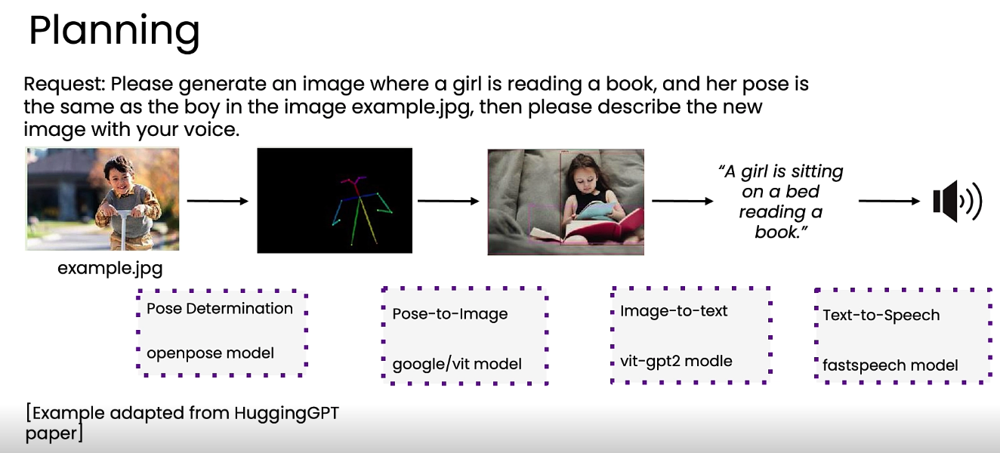 Planning
Request: Please generate an image where a girl is reading a book, and her pose is
the same as the boy in the image example.jpg, then please describe the new
image with your voice.
“A girl is sitting
on a bed
reading a
book.”
example.jpg
Pose Determination
openpose model
Pose-to-Image
google/vit model
Image-to-text
vit-gpt2 modle
Text-to-Speech
fastspeech model
[Example adapted from HuggingGPT
paper]